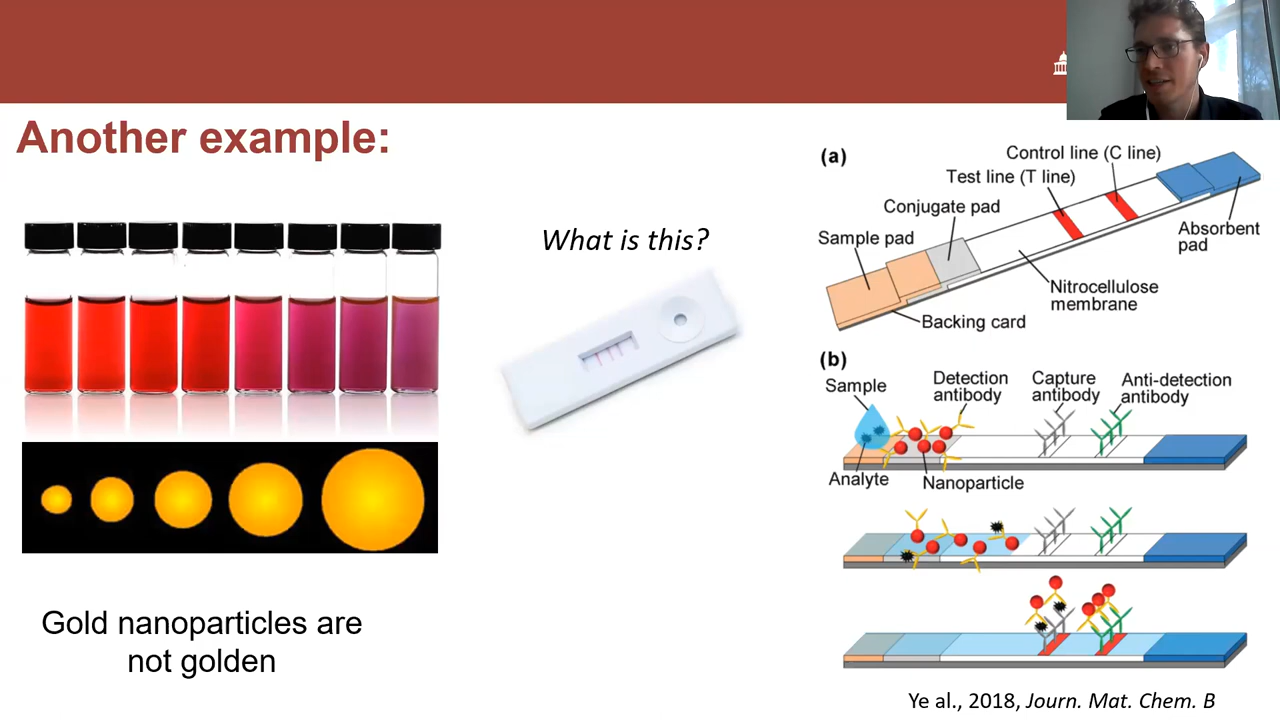 Another example:
What is this?
Gold nanoparticles are
not golden
(a)
Control line (C line)
Test line (T line)
Conjugate pad
Sample pad
Absorbent
pad
Nitrocellulose
membrane
Backing card
(b)
Sample
Detection
antibody
Capture
antibody
Anti-detection
antibody
Analyte
Nanoparticle
Ye al., 2018, Journ. Mat. Chem. B